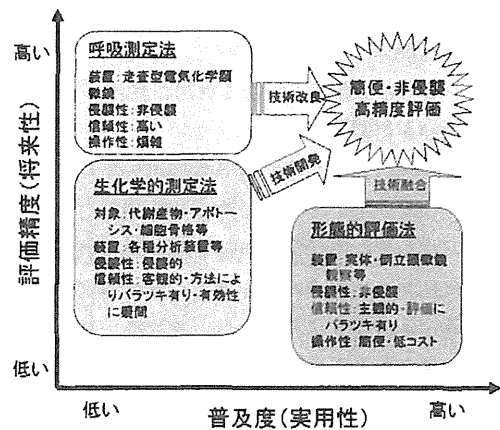 高い
評価精度(将来性)
低い
呼吸測定法
装置:走査型電気化学顕
微鏡
侵襲性:非侵襲
信頼性:高い
操作性:煩雑
技術改良
簡便・非侵襲
高精度評価
生化学的測定法
対象:代謝産物・アポトー
シス・細胞骨格等
装置:各種分析装置等
侵襲性:侵襲的
信頼性:客観的・方法によ
りバラツキ有り・有効性
に疑問
技術開発
技術融合
形態的評価法
装置:実体・倒立顕微鏡
観察等
侵襲性:非侵襲
信頼性:主観的・評価に
バラツキ有り
操作性:簡便・低コスト
低い
普及度(実用性)
高い